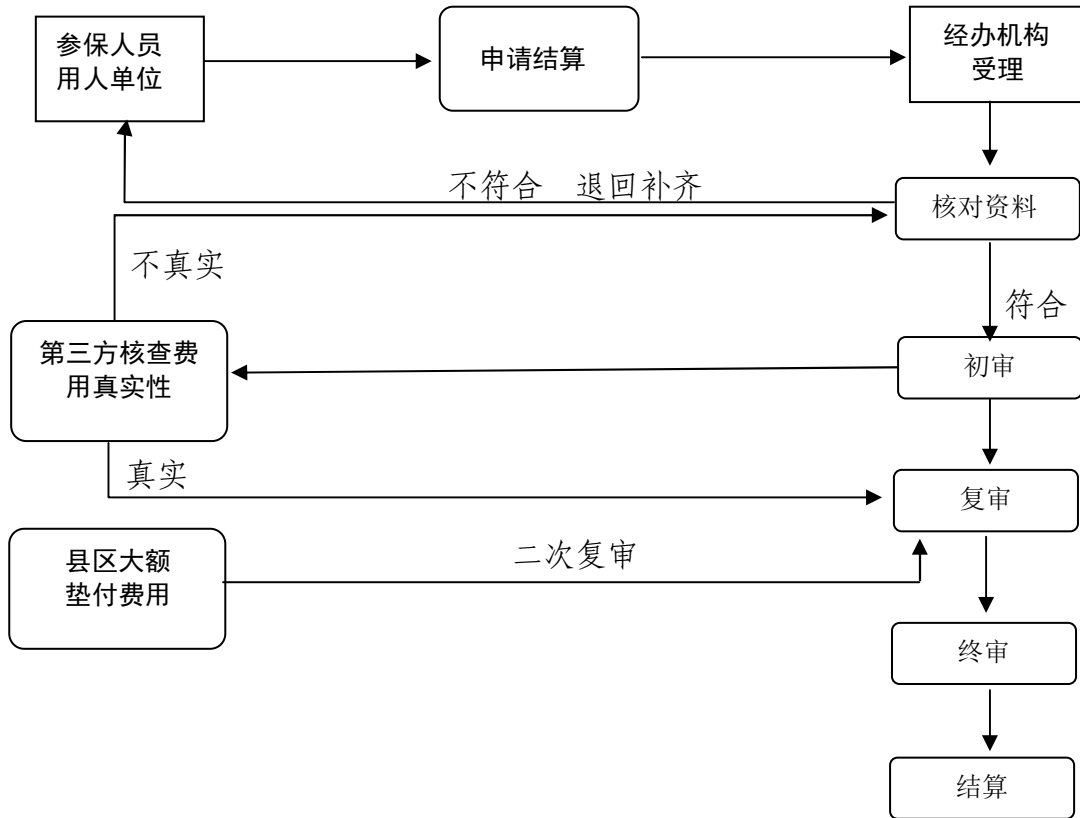 参保人员
用人单位
申请结算
经办机构
受理
不符合 退回补齐
核对资料
不真实
符合
第三方核查费
用真实性
初审
真实
复审
县区大额
垫付费用
二次复审
终审
结算